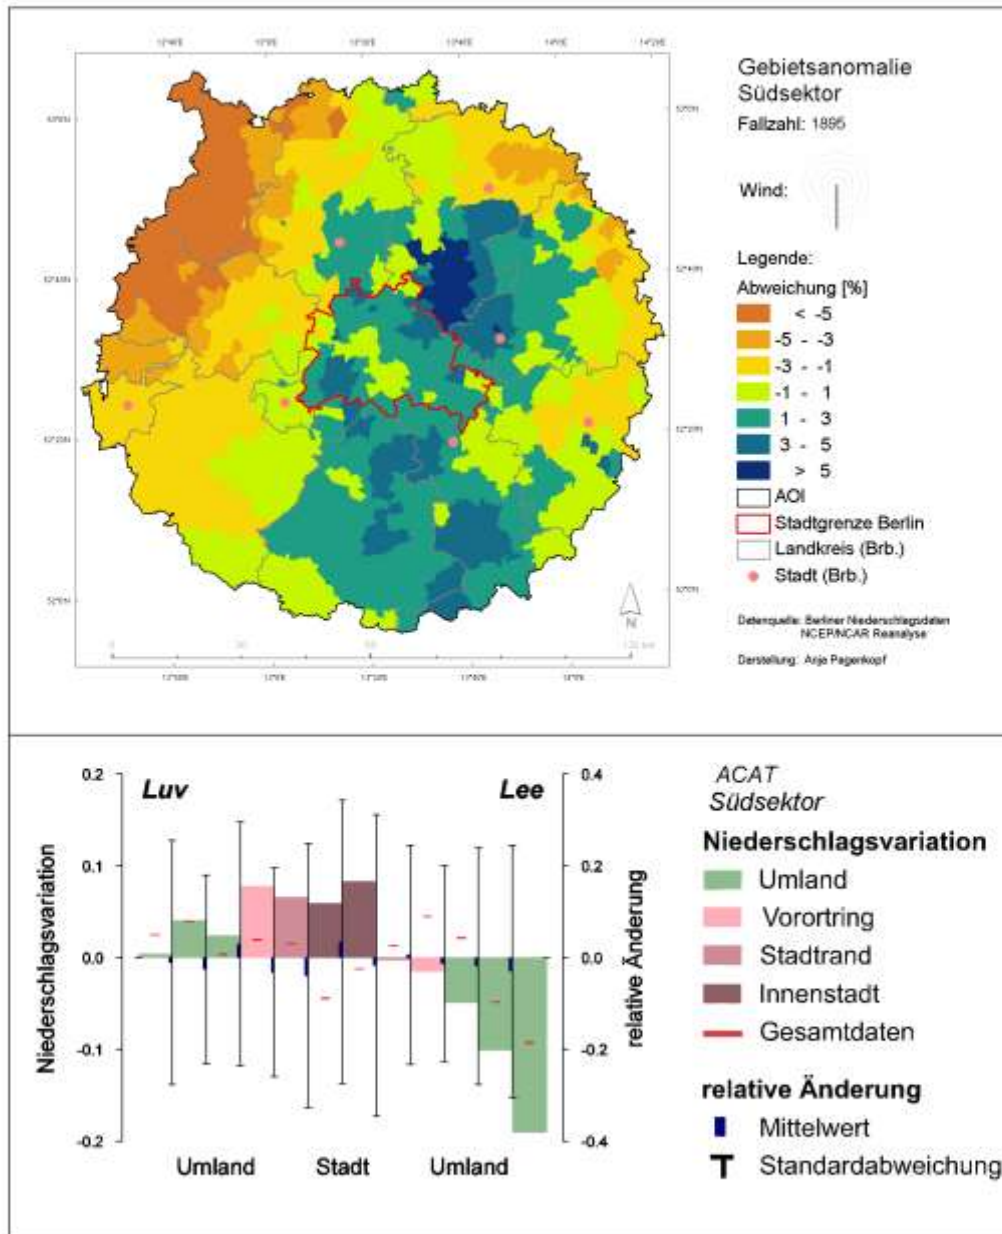 Gebietsanomalie
Südsektor
Fallzahl: 1895
Wind:
Legende:
Abweichung [%]
< -5
-5 - -3
-3 - -1
-1 - 1
1 - 3
3 - 5
> 5
AOI
Stadtgrenze Berlin
Landkreis (Brb.)
Stadt (Brb.)
N
Datenquelle: Berliner Niederschlagsdaten
NCEP/NCAR Reanalyse
Darstellung: Anja Pagenkopf
0.2
0.1
0.0
-0.1
-0.2
Niederschlagsvariation
Luv
Lee
0.4
0.2
0.0
-0.2
-0.4
relative Änderung
Umland
Stadt
Umland
ACAT
Südsektor
Niederschlagsvariation
Umland
Vorortring
Stadtrand
Innenstadt
Gesamtdaten
relative Änderung
Mittelwert
Standardabweichung